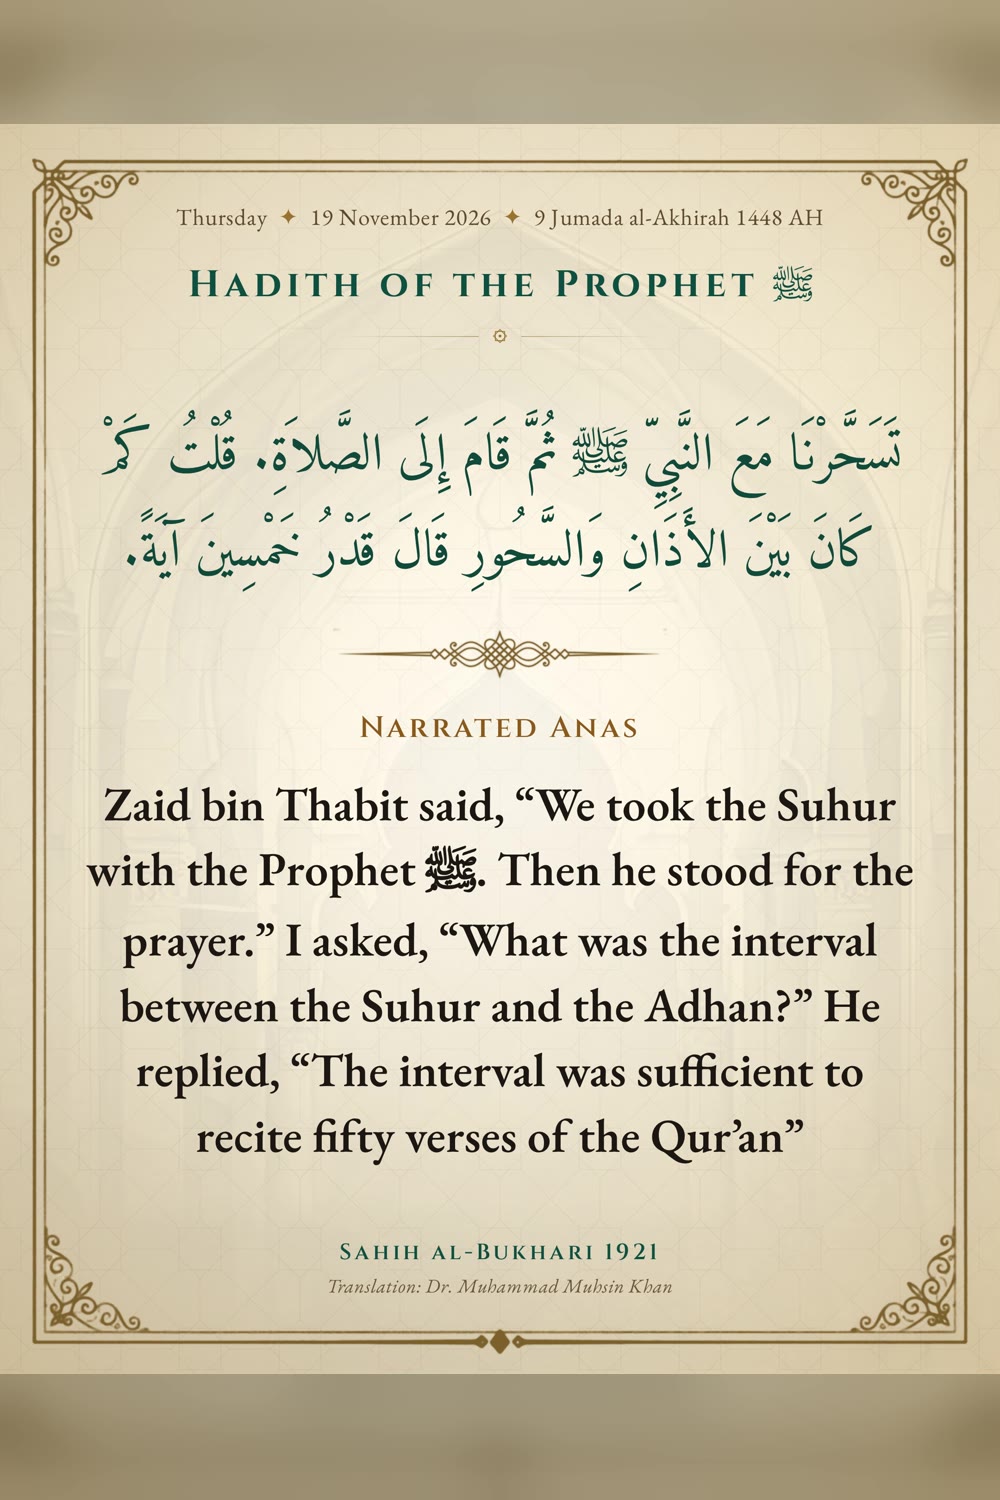 Thursday ✦ 19 November 2026 ✦ 9 Jumada al-Akhirah 1448 AH
Hadith of the Prophet ﷺ
تَسَحَّرْنَا مَعَ النَّبِيِّ ﷺ ثُمَّ قَامَ إِلَى الصَّلاَةِ. قُلْتُ كَمْ
كَانَ بَيْنَ الأَذَانِ وَالسَّحُورِ قَالَ قَدْرُ خَمْسِينَ آيَةً.
Narrated Anas
Zaid bin Thabit said, “We took the Suhur
with the Prophet ﷺ. Then he stood for the
prayer.” I asked, “What was the interval
between the Suhur and the Adhan?” He
replied, “The interval was sufficient to
recite fifty verses of the Qur’an”
Sahih al-Bukhari 1921
Translation: Dr. Muhammad Muhsin Khan